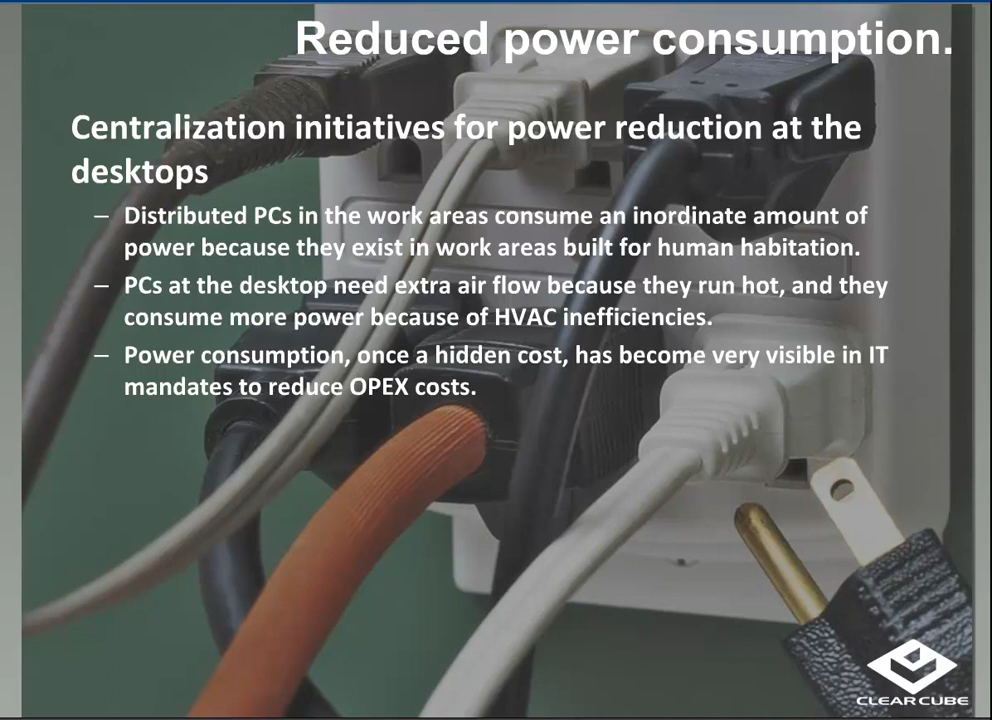 Reduced power consumption.
Centralization initiatives for power reduction at the
desktops
– Distributed PCs in the work areas consume an inordinate amount of
power because they exist in work areas built for human habitation.
– PCs at the desktop need extra air flow because they run hot, and they
consume more power because of HVAC inefficiencies.
– Power consumption, once a hidden cost, has become very visible in IT
mandates to reduce OPEX costs.
CLEARCUBE